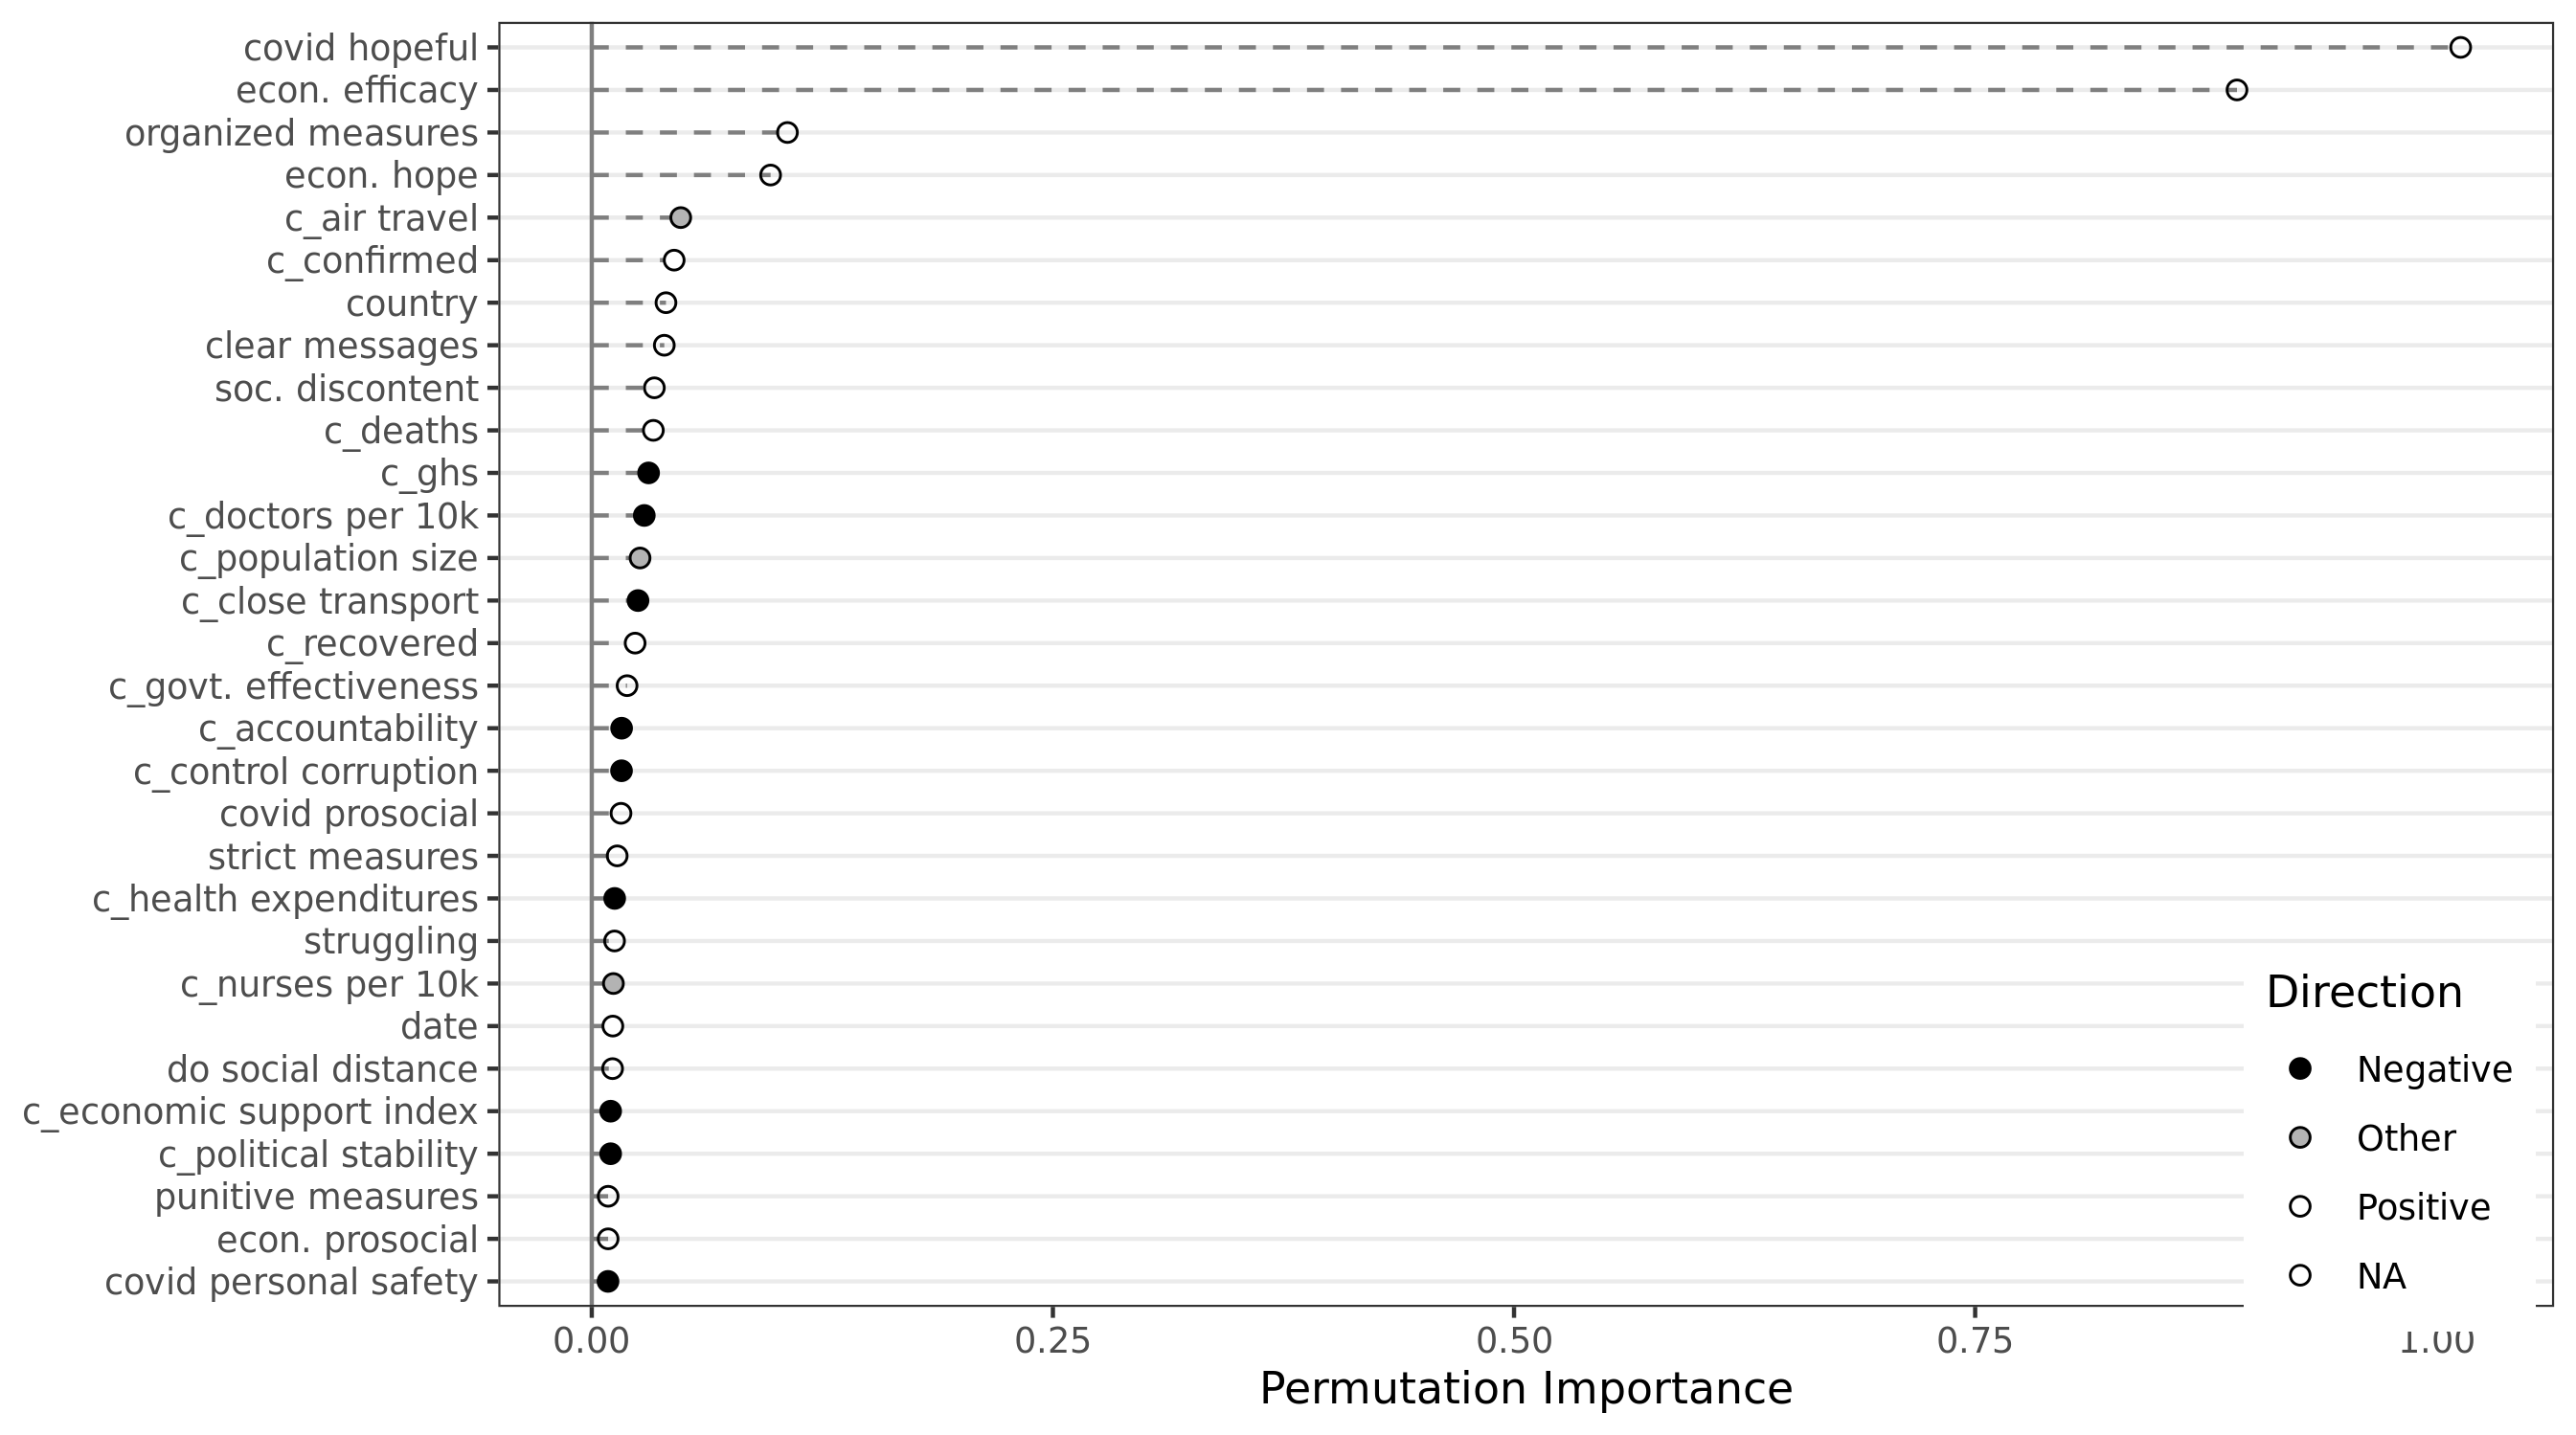 covid hopeful
econ. efficacy
organized measures
econ. hope
c_air travel
c_confirmed
country
clear messages
soc. discontent
c_deaths
c_ghs
c_doctors per 10k
c_population size
c_close transport
c_recovered
c_govt. effectiveness
c_accountability
c_control corruption
covid prosocial
strict measures
c_health expenditures
struggling
c_nurses per 10k
date
do social distance
c_economic support index
c_political stability
punitive measures
econ. prosocial
covid personal safety
Direction
Negative
Other
Positive
NA
0.00 0.25 0.50 0.75 1.00
Permutation Importance